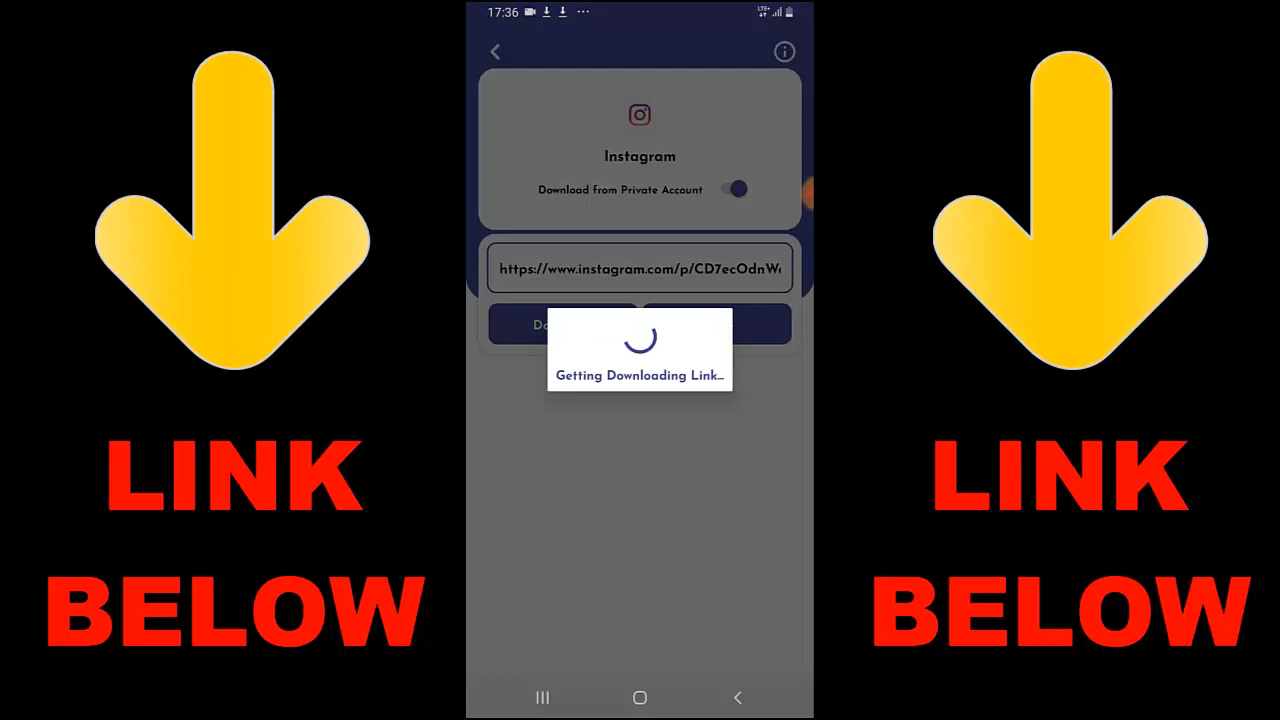 17:36
LTE+
Instagram
Download from Private Account
https://www.instagram.com/p/CD7ecOdnW
Getting Downloading Link...
LINK
BELOW
LINK
BELOW